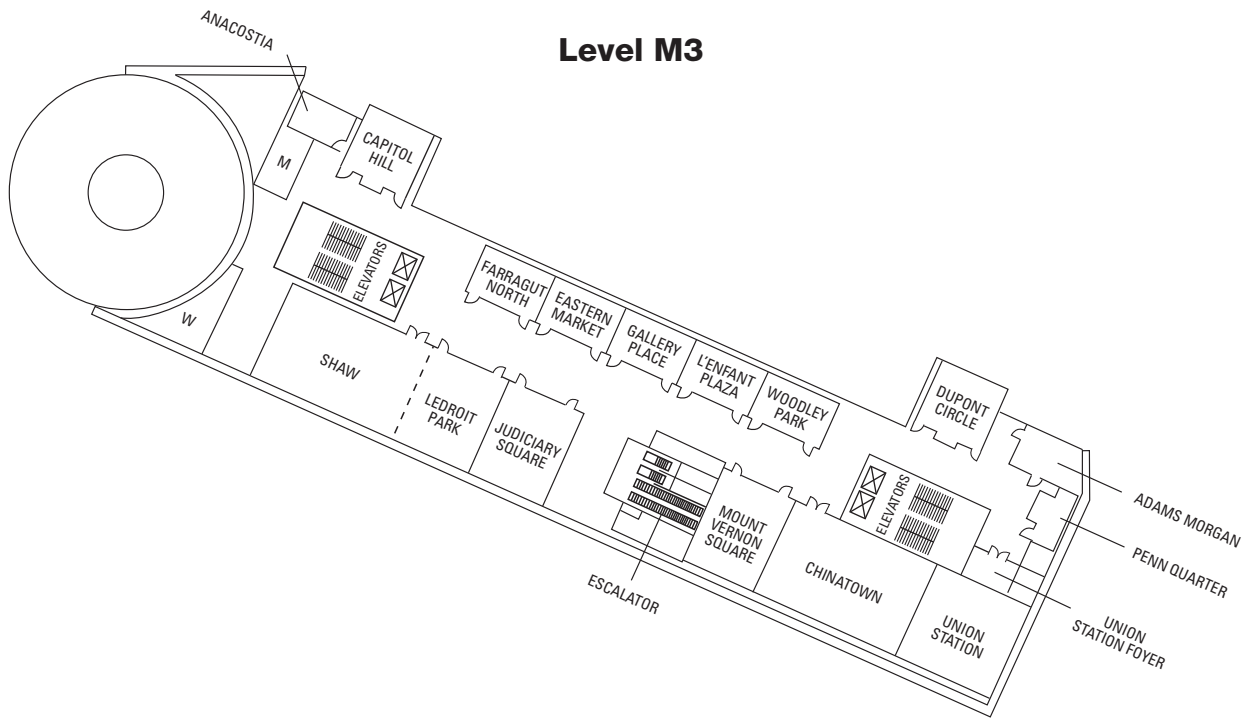 Level M3
ANACOSTIA
CAPITOL
HILL
M
ELEVATORS
W
SHAW
LEDROIT
PARK
JUDICIARY
SQUARE
FARRAGUT
NORTH
EASTERN
MARKET
GALLERY
PLACE
L'ENFANT
PLAZA
WOODLEY
PARK
DUPONT
CIRCLE
ELEVATORS
ADAMS MORGAN
PENN QUARTER
UNION
STATION FOYER
MOUNT
VERNON
SQUARE
ESCALATOR
CHINATOWN
UNION
STATION